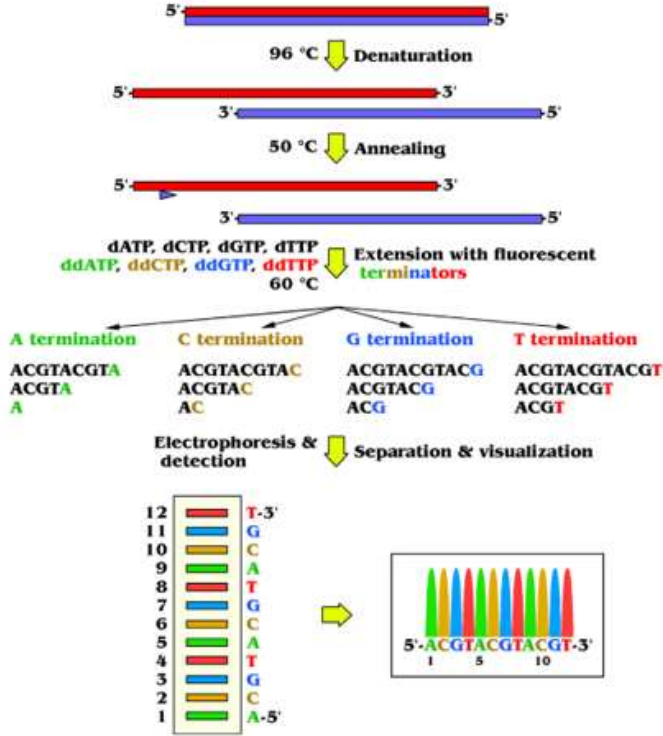 5'
5'
96 °C Denaturation
5' 3'
3' 5'
50 °C Annealing
5' 3'
3' 5'
dATP, dCTP, dGTP, dTTP
ddATP, ddCTP, ddGTP, ddTTP
60 °C
Extension with fluorescent
terminators
A termination C termination G termination T termination
ACGTACGTA ACGTACGTAC ACGTACGTACG ACGTACGTACGT
ACGTA ACGTAC ACGTACG ACGTACGT
A AC ACG ACGT
Electrophoresis &
detection
Separation & visualization
12 T-3'
11 G
10 C
9 A
8 T
7 G
6 C
5 A
4 T
3 G
2 C
1 A-5'
5'-ACGTACGTACGT-3'
1 5 10